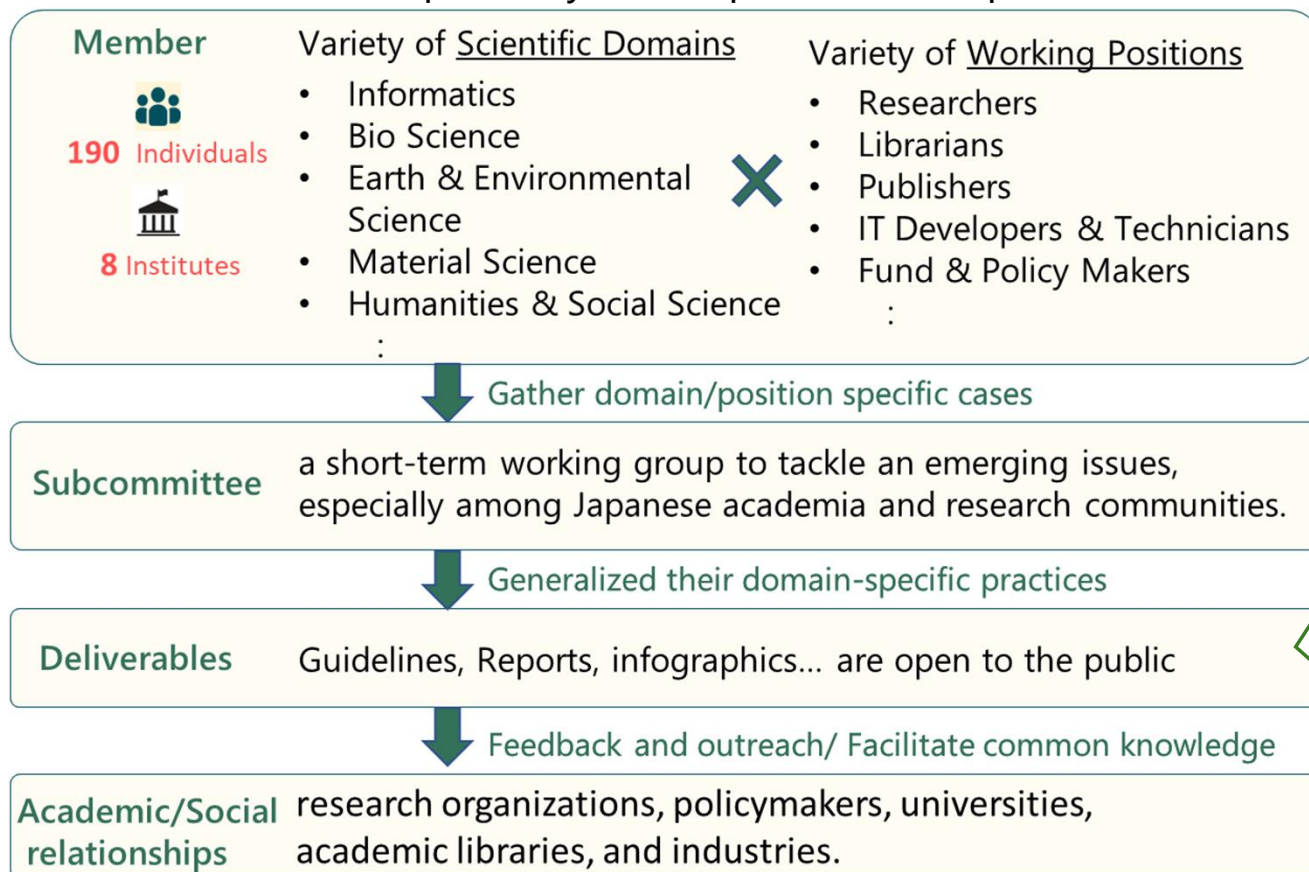 Member
190 Individuals
8 Institutes
Variety of Scientific Domains
• Informatics
• Bio Science
• Earth & Environmental
Science
• Material Science
• Humanities & Social Science
:
Variety of Working Positions
• Researchers
• Librarians
• Publishers
• IT Developers & Technicians
• Fund & Policy Makers
:
Gather domain/position specific cases
Subcommittee
a short-term working group to tackle an emerging issues,
especially among Japanese academia and research communities.
Generalized their domain-specific practices
Deliverables
Guidelines, Reports, infographics... are open to the public
Feedback and outreach/ Facilitate common knowledge
Academic/Social
relationships
research organizations, policymakers, universities,
academic libraries, and industries.